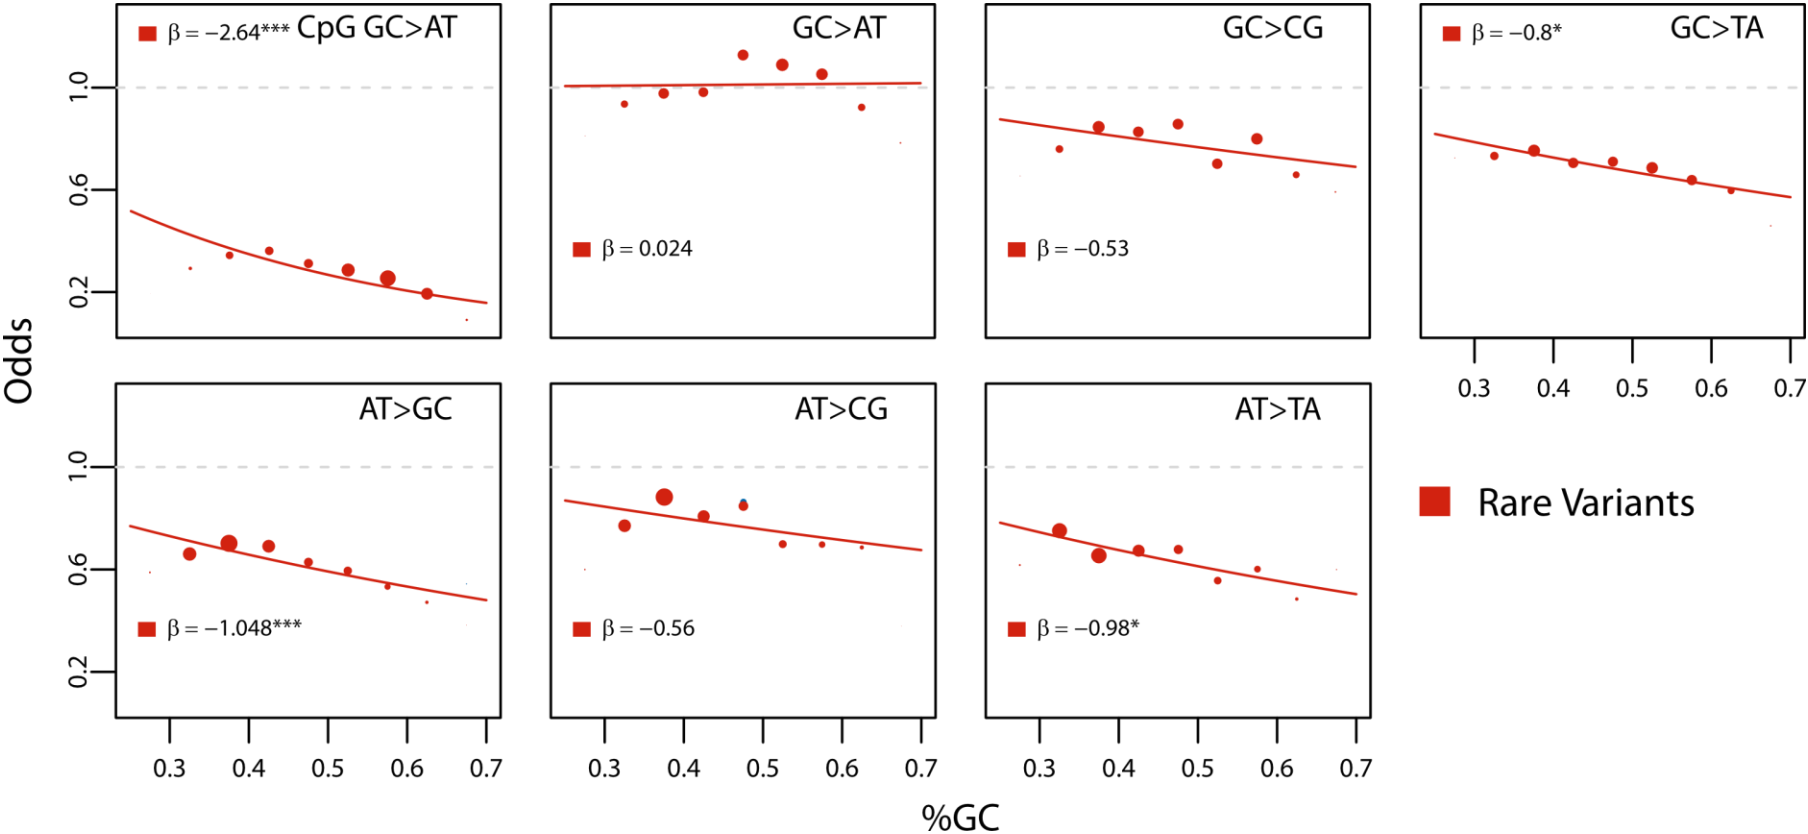 β = −2.64*** CpG GC>AT
GC>AT
β = 0.024
GC>CG
β = −0.53
β = −0.8* GC>TA
1.0
0.6
0.2
0.3 0.4 0.5 0.6 0.7
Odds
AT>GC
β = −1.048***
AT>CG
β = −0.56
AT>TA
β = −0.98*
1.0
0.6
0.2
0.3 0.4 0.5 0.6 0.7
0.3 0.4 0.5 0.6 0.7
0.3 0.4 0.5 0.6 0.7
Rare Variants
%GC